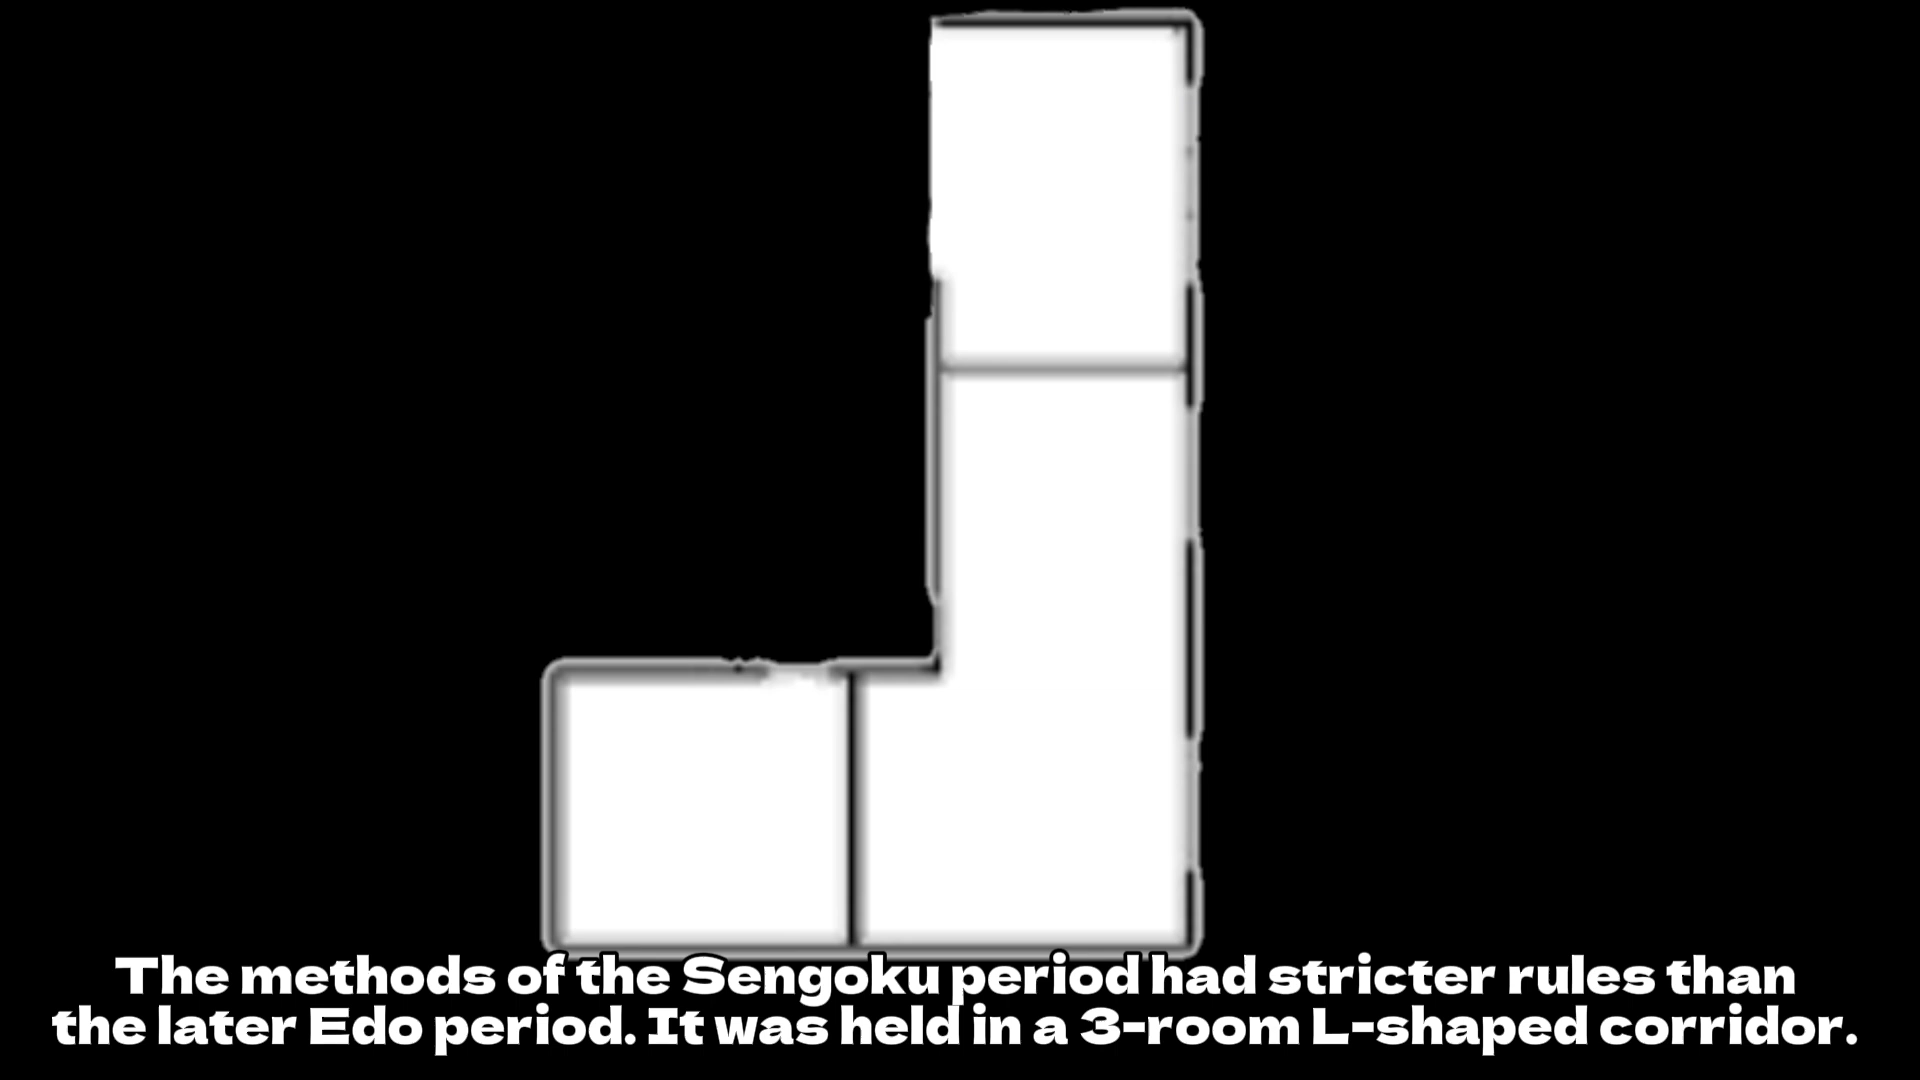 The methods of the Sengoku period had stricter rules than
the later Edo period. It was held in a 3-room L-shaped corridor.